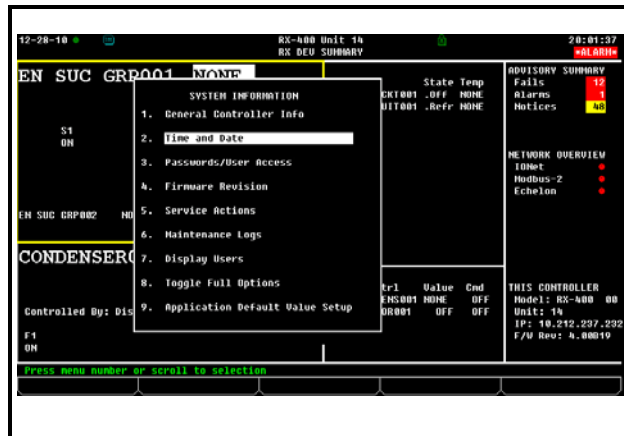 12-28-10
RX-400 Unit 14
RX DEV SUMMARY
20:01:37
*ALARM*
EN SUC GRP001 NONE
State Temp
CKT001 .Off NONE
UIT001 .Refr NONE
S1
ON
EN SUC GRP002 NO
CONDENSERC
Controlled By: Dis
F1
ON
SYSTEM INFORMATION
1. General Controller Info
2. Time and Date
3. Passwords/User Access
4. Firmware Revision
5. Service Actions
6. Maintenance Logs
7. Display Users
8. Toggle Full Options
9. Application Default Value Setup
trl Value Cmd
ENS001 NONE OFF
OR001 OFF OFF
ADVISORY SUMMARY
Fails 12
Alarms 1
Notices 48
NETWORK OVERVIEW
IONet
Modbus-2
Echelon
THIS CONTROLLER
Model: RX-400 00
Unit: 14
IP: 10.212.237.232
F/W Rev: 4.00B19
Press menu number or scroll to selection